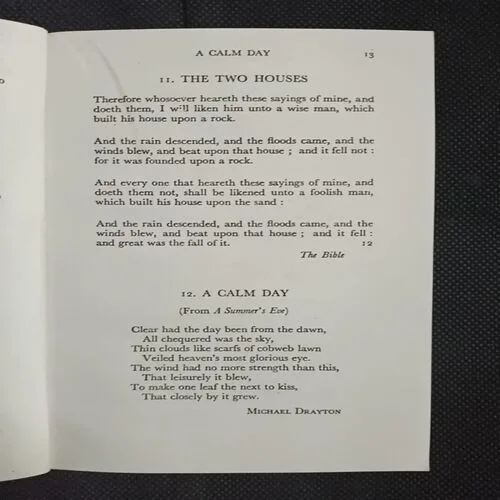 A CALM DAY 13
11. THE TWO HOUSES
Therefore whosoever heareth these sayings of mine, and
doeth them, I will liken him unto a wise man, which
built his house upon a rock.
And the rain descended, and the floods came, and the
winds blew, and beat upon that house ; and it fell not :
for it was founded upon a rock.
And every one that heareth these sayings of mine, and
doeth them not, shall be likened unto a foolish man,
which built his house upon the sand :
And the rain descended, and the floods came, and the
winds blew, and beat upon that house ; and it fell :
and great was the fall of it. 12
The Bible
12. A CALM DAY
(From A Summer's Eve)
Clear had the day been from the dawn,
All chequered was the sky,
Thin clouds like scarfs of cobweb lawn
Veiled heaven's most glorious eye.
The wind had no more strength than this,
That leisurely it blew,
To make one leaf the next to kiss,
That closely by it grew.
MICHAEL DRAYTON